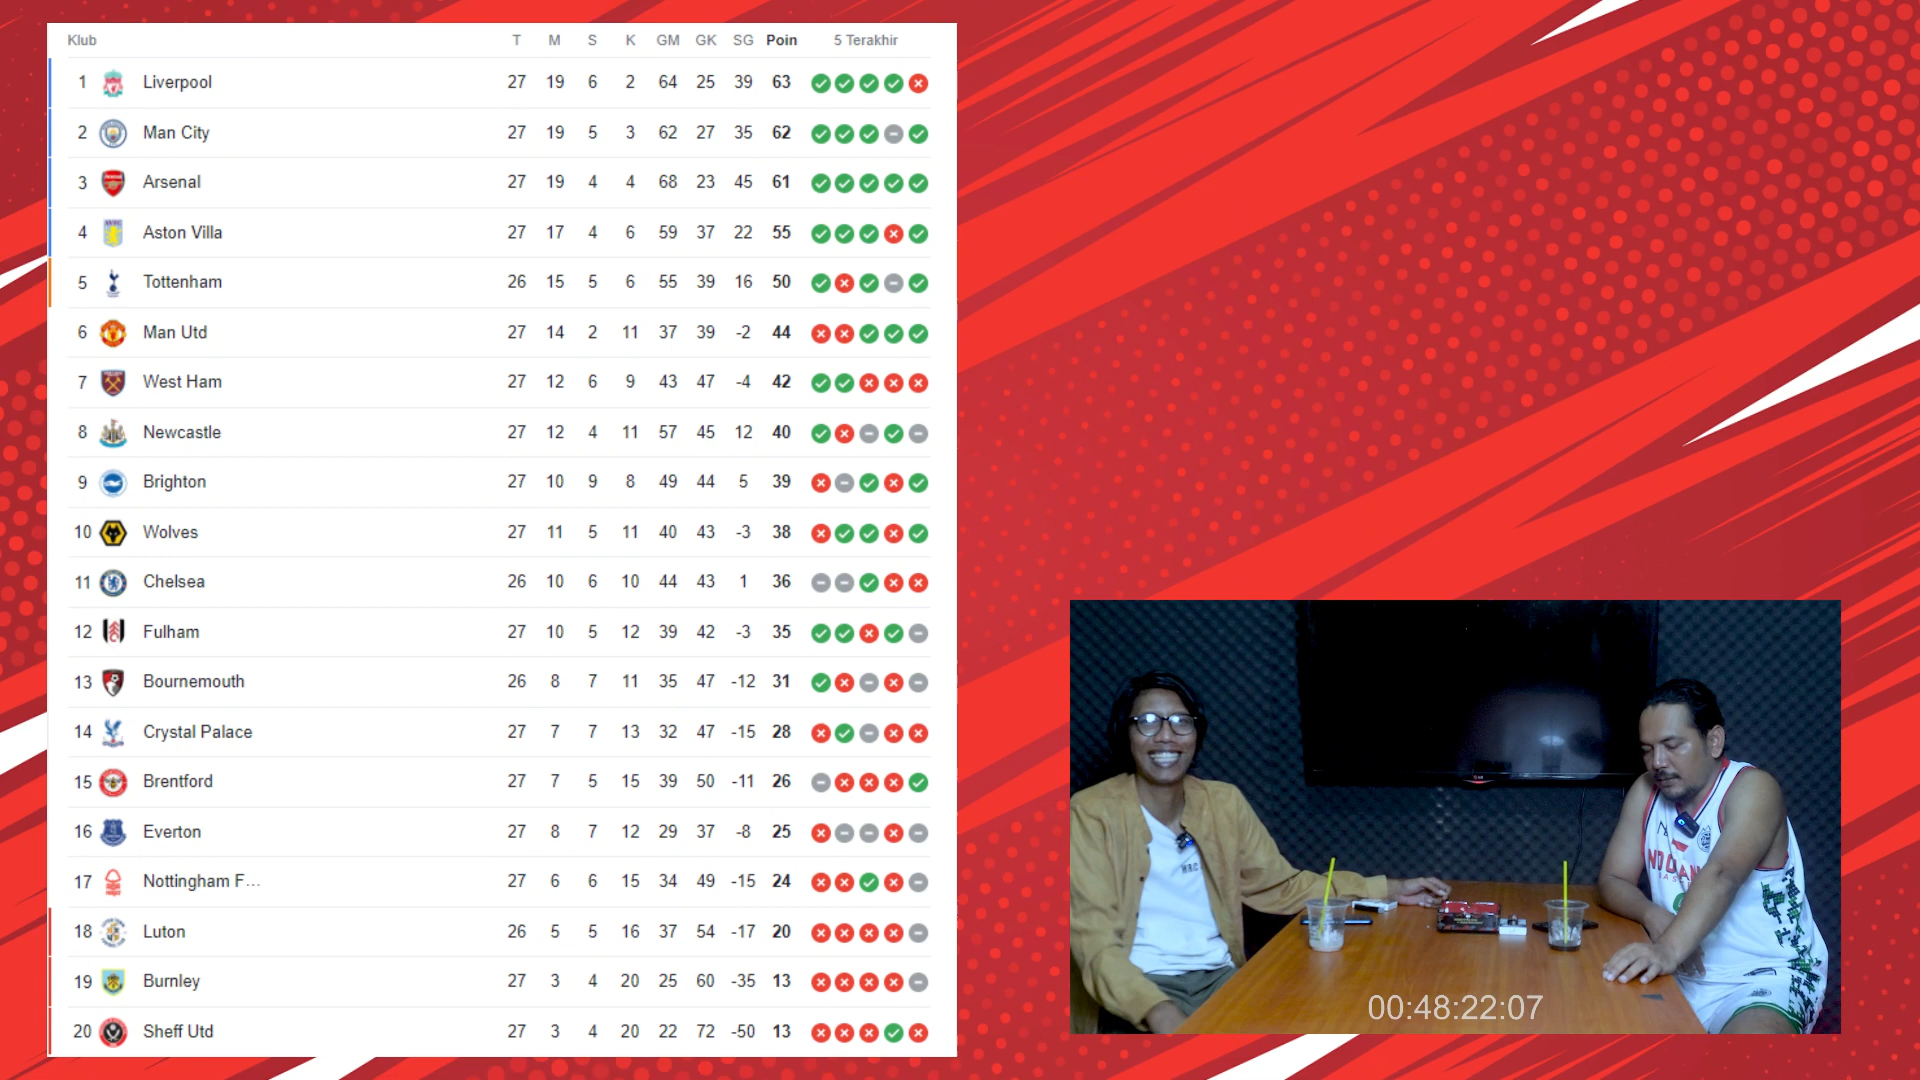 Klub T M S K GM GK SG Poin 5 Terakhir
1 Liverpool 27 19 6 2 64 25 39 63
2 Man City 27 19 5 3 62 27 35 62
3 Arsenal 27 19 4 4 68 23 45 61
4 Aston Villa 27 17 4 6 59 37 22 55
5 Tottenham 26 15 5 6 55 39 16 50
6 Man Utd 27 14 2 11 37 39 -2 44
7 West Ham 27 12 6 9 43 47 -4 42
8 Newcastle 27 12 4 11 57 45 12 40
9 Brighton 27 10 9 8 49 44 5 39
10 Wolves 27 11 5 11 40 43 -3 38
11 Chelsea 26 10 6 10 44 43 1 36
12 Fulham 27 10 5 12 39 42 -3 35
13 Bournemouth 26 8 7 11 35 47 -12 31
14 Crystal Palace 27 7 7 13 32 47 -15 28
15 Brentford 27 7 5 15 39 50 -11 26
16 Everton 27 8 7 12 29 37 -8 25
17 Nottingham F... 27 6 6 15 34 49 -15 24
18 Luton 26 5 5 16 37 54 -17 20
19 Burnley 27 3 4 20 25 60 -35 13
20 Sheff Utd 27 3 4 20 22 72 -50 13
00:48:22:07